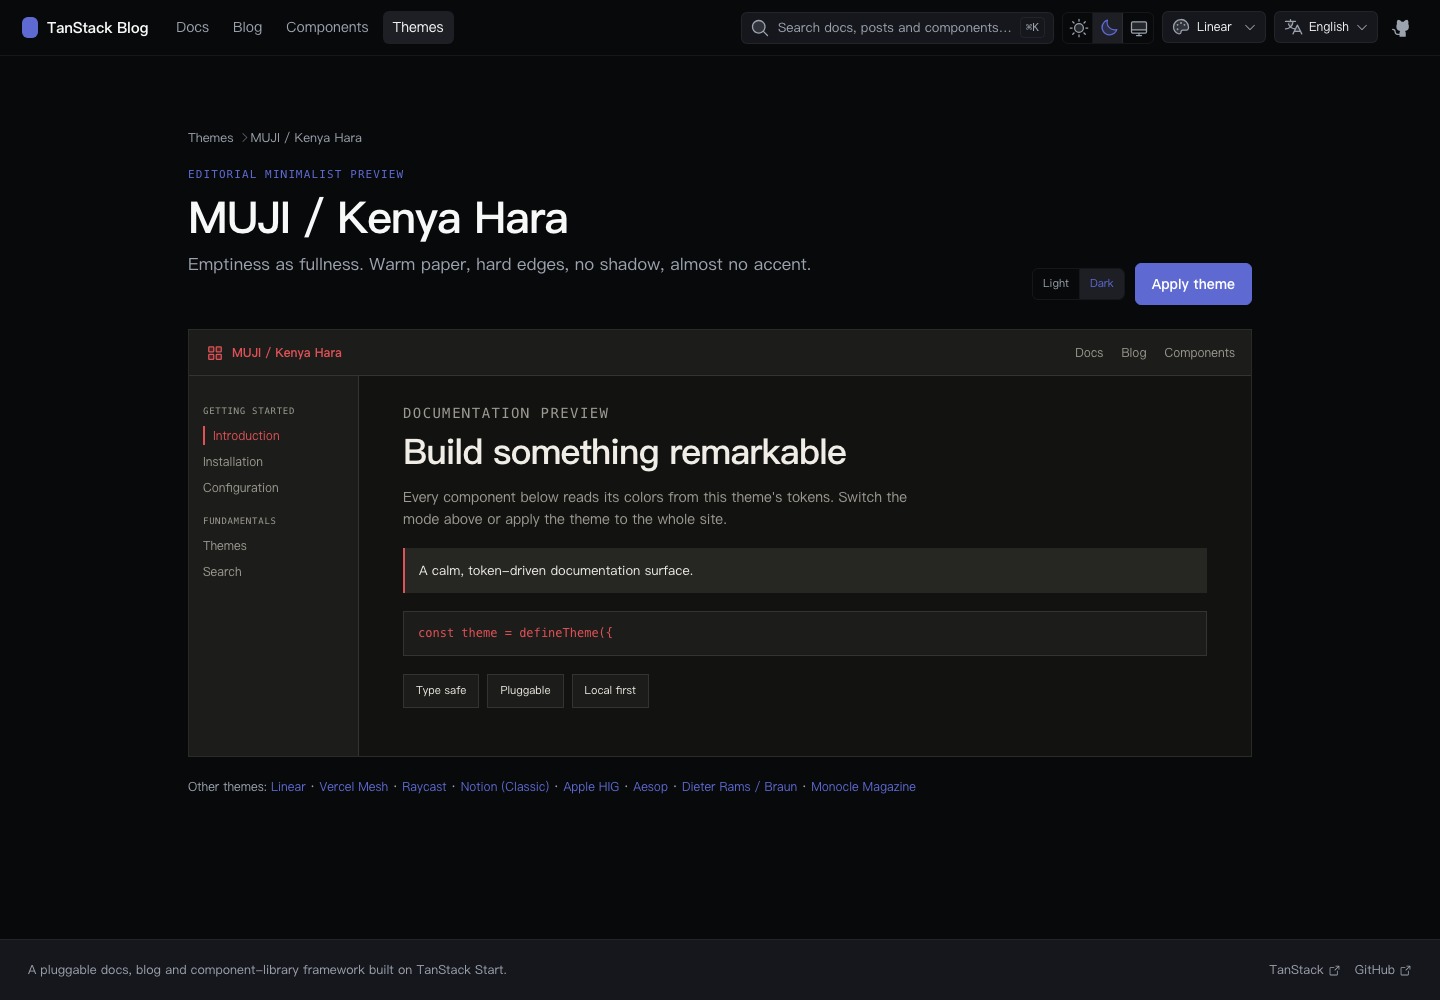 TanStack Blog
Docs
Blog
Components
Themes
Search docs, posts and components...
⌘K
Linear
English
Themes
MUJI / Kenya Hara
EDITORIAL MINIMALIST PREVIEW
MUJI / Kenya Hara
Emptiness as fullness. Warm paper, hard edges, no shadow, almost no accent.
Light
Dark
Apply theme
MUJI / Kenya Hara
Docs
Blog
Components
GETTING STARTED
Introduction
Installation
Configuration
FUNDAMENTALS
Themes
Search
DOCUMENTATION PREVIEW
Build something remarkable
Every component below reads its colors from this theme's tokens. Switch the
mode above or apply the theme to the whole site.
A calm, token-driven documentation surface.
const theme = defineTheme({
Type safe
Pluggable
Local first
Other themes: Linear · Vercel Mesh · Raycast · Notion (Classic) · Apple HIG · Aesop · Dieter Rams / Braun · Monocle Magazine
A pluggable docs, blog and component-library framework built on TanStack Start.
TanStack
GitHub